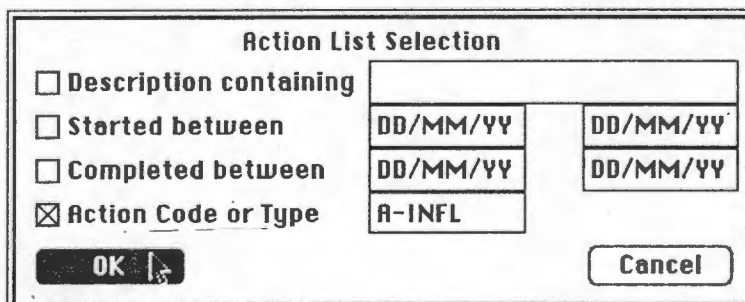 Action List Selection
Description containing
Started between DD/MM/YY DD/MM/YY
Completed between DD/MM/YY DD/MM/YY
Action Code or Type A-INFL
OK Cancel